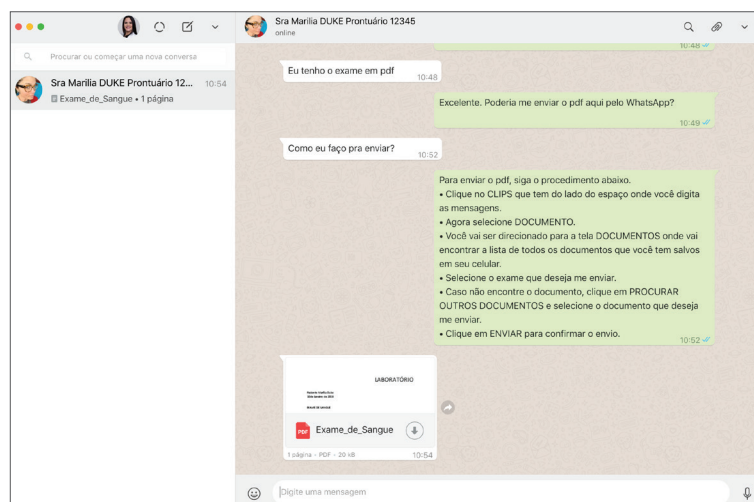 Sra Marilia DUKE Prontuário 12345
online
Procurar ou começar uma nova conversa
Sra Marilia DUKE Prontuário 12... 10:54
Exame_de_Sangue • 1 página
10:48
Eu tenho o exame em pdf
10:48
Excelente. Poderia me enviar o pdf aqui pelo WhatsApp?
10:49
Como eu faço pra enviar?
10:52
Para enviar o pdf, siga o procedimento abaixo.
• Clique no CLIPS que tem do lado do espaço onde você digita
as mensagens.
• Agora selecione DOCUMENTO.
• Você vai ser direcionado para a tela DOCUMENTOS onde vai
encontrar a lista de todos os documentos que você tem salvos
em seu celular.
• Selecione o exame que deseja me enviar.
• Caso não encontre o documento, clique em PROCURAR
OUTROS DOCUMENTOS e selecione o documento que deseja
me enviar.
• Clique em ENVIAR para confirmar o envio.
10:52
LABORATÓRIO
PDF Exame_de_Sangue
1 página • PDF • 20 kB 10:54
Digite uma mensagem